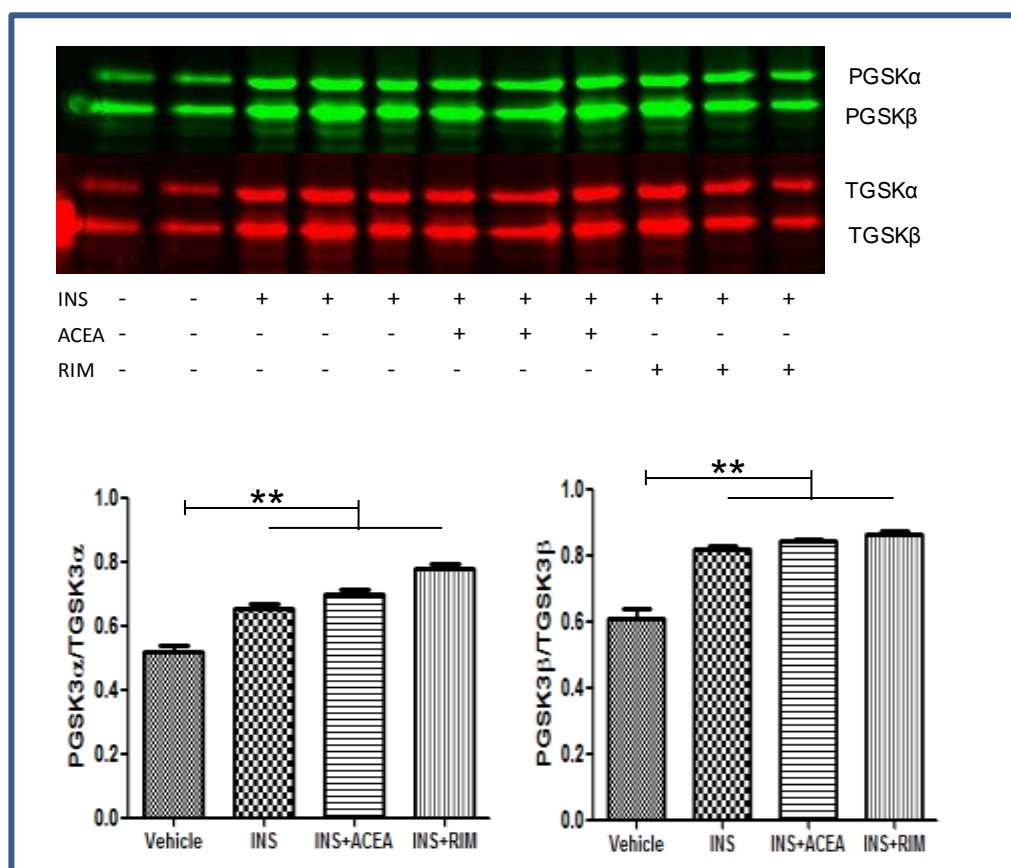 PGSKα
PGSKβ
TGSKα
TGSKβ
INS - - + + + + + + + + +
ACEA - - - - - + + + - - -
RIM - - - - - - - - + + +
**
1.0
0.8
0.6
0.4
0.2
0.0
PGSK3α/TGSK3α
Vehicle INS INS+ACEA INS+RIM
**
1.0
0.8
0.6
0.4
0.2
0.0
PGSK3β/TGSK3β
Vehicle INS INS+ACEA INS+RIM